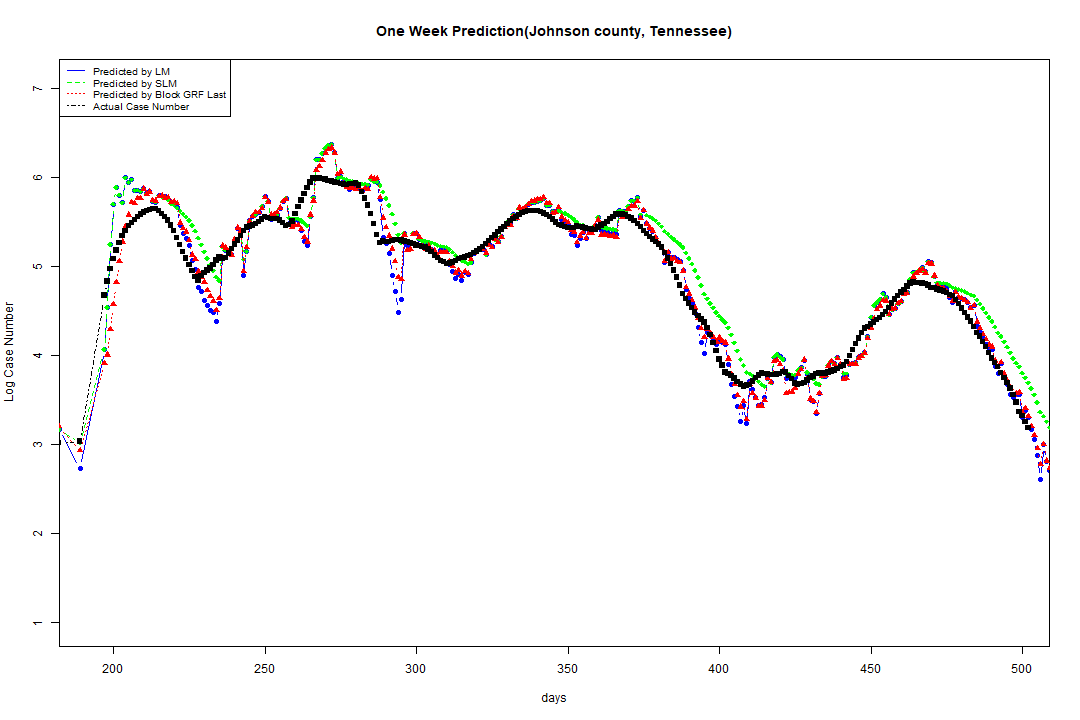 One Week Prediction(Johnson county, Tennessee)
Predicted by LM
Predicted by SLM
Predicted by Block GRF Last
Actual Case Number
Log Case Number
7
6
5
4
3
2
1
200 250 300 350 400 450 500
days